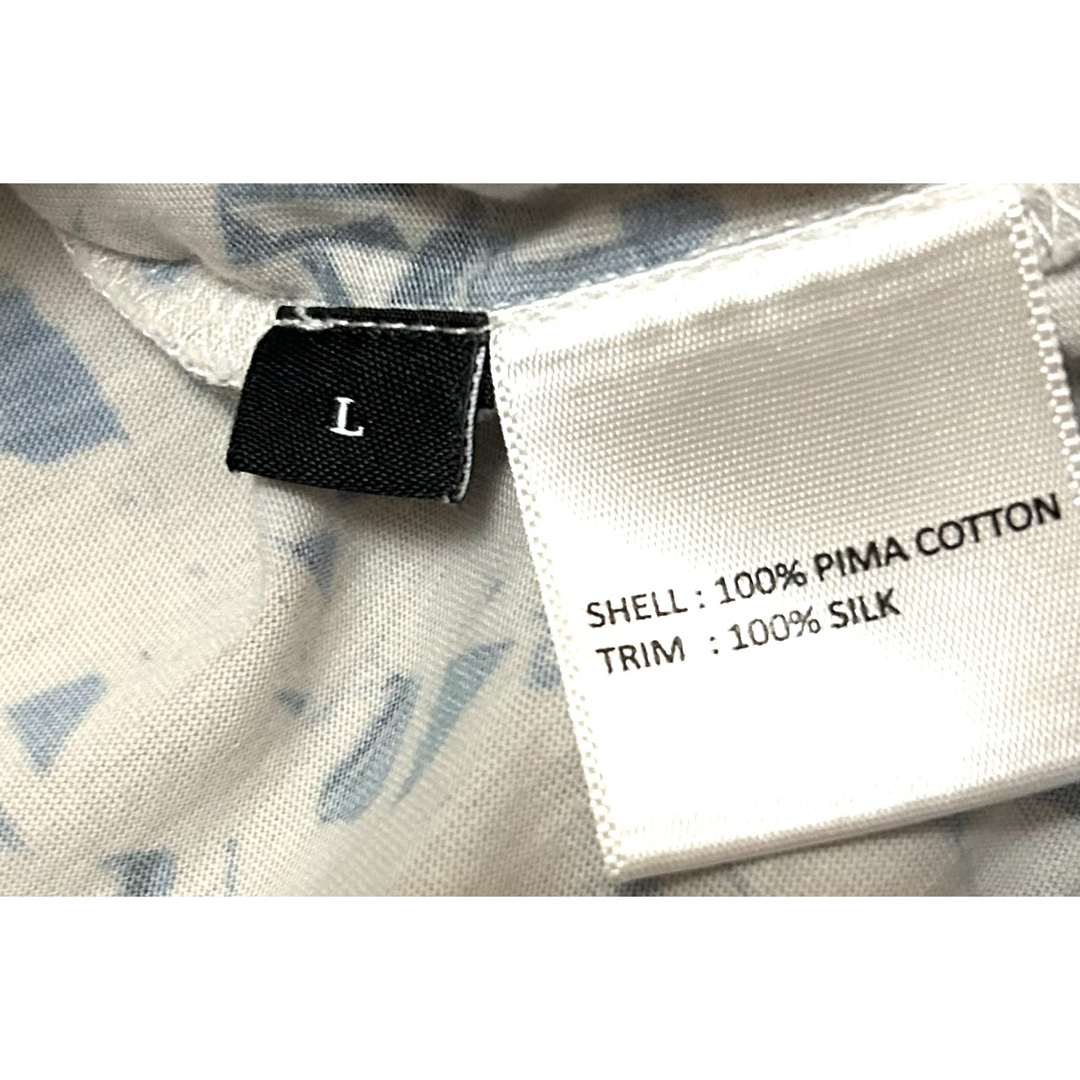 L
SHELL : 100% PIMA COTTON
TRIM : 100% SILK